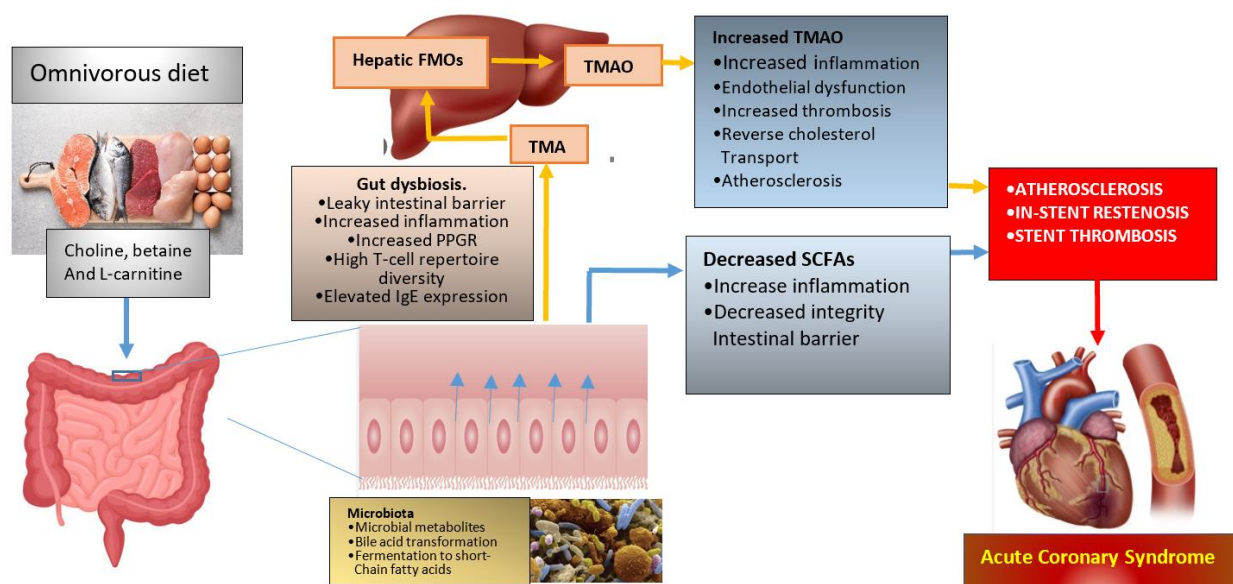 Omnivorous diet
Choline, betaine
And L-carnitine
Hepatic FMOs
TMAO
TMA
Gut dysbiosis.
•Leaky intestinal barrier
•Increased inflammation
•Increased PPGR
•High T-cell repertoire
diversity
•Elevated IgE expression
Microbiota
•Microbial metabolites
•Bile acid transformation
•Fermentation to short-
Chain fatty acids
Increased TMAO
•Increased inflammation
•Endothelial dysfunction
•Increased thrombosis
•Reverse cholesterol
Transport
•Atherosclerosis
Decreased SCFAs
•Increase inflammation
•Decreased integrity
Intestinal barrier
•ATHEROSCLEROSIS
•IN-STENT RESTENOSIS
•STENT THROMBOSIS
Acute Coronary Syndrome